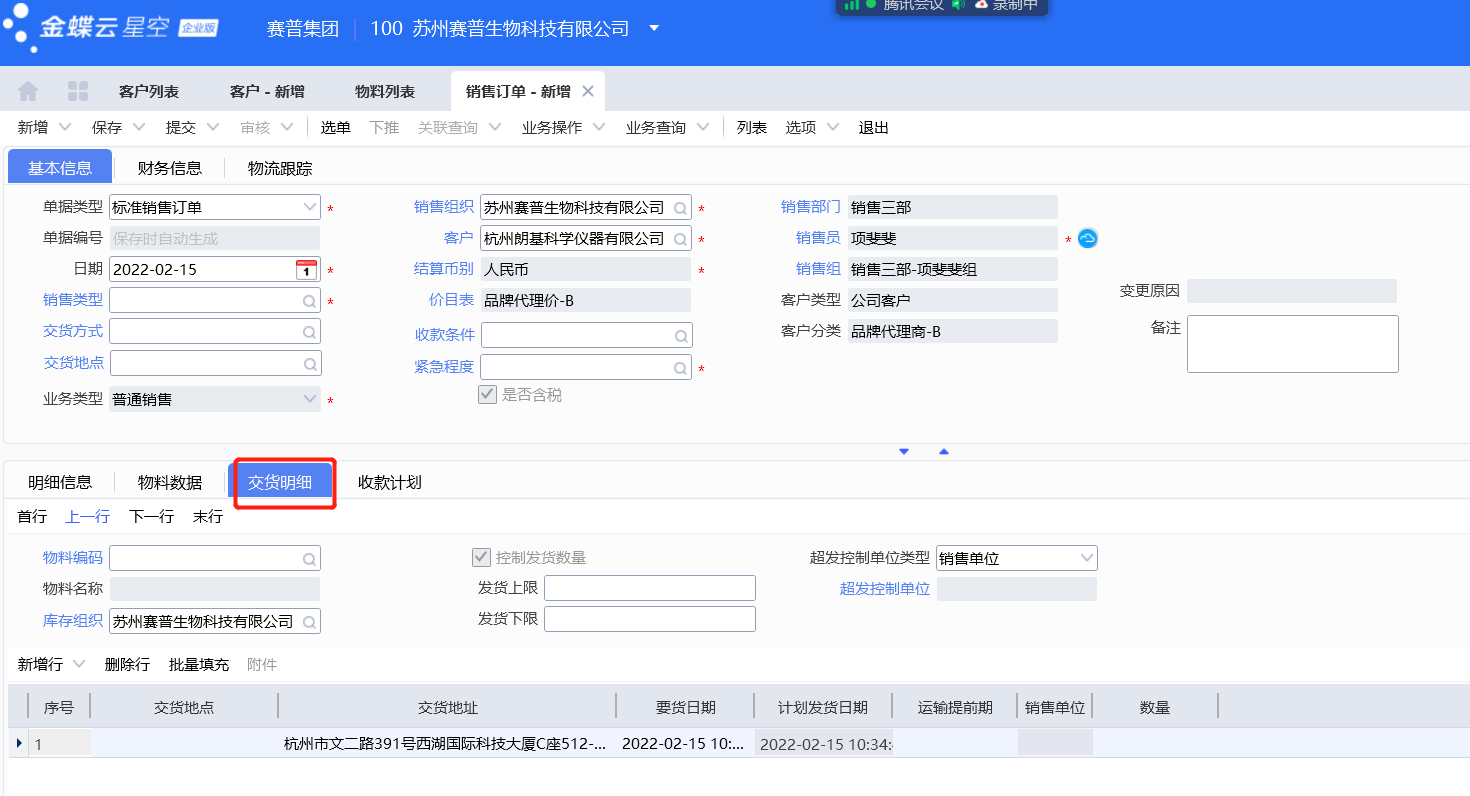 腾讯会议 录制中
金蝶云 星空 企业版 赛普集团 100 苏州赛普生物科技有限公司
客户列表 客户 - 新增 物料列表 销售订单 - 新增
新增 保存 提交 审核 选单 下推 关联查询 业务操作 业务查询 列表 选项 退出
基本信息 财务信息 物流跟踪
单据类型 标准销售订单 * 销售组织 苏州赛普生物科技有限公司 * 销售部门 销售三部
单据编号 保存时自动生成 客户 杭州朗基科学仪器有限公司 * 销售员 项斐斐 *
日期 2022-02-15 1 * 结算币别 人民币 * 销售组 销售三部-项斐斐组
销售类型 * 价目表 品牌代理价-B 客户类型 公司客户 变更原因
交货方式 收款条件 客户分类 品牌代理商-B 备注
交货地点 紧急程度 *
业务类型 普通销售 * 是否含税
明细信息 物料数据 交货明细 收款计划
首行 上一行 下一行 末行
物料编码 控制发货数量 超发控制单位类型 销售单位
物料名称 发货上限 超发控制单位
库存组织 苏州赛普生物科技有限公司 发货下限
新增行 删除行 批量填充 附件
序号 交货地点 交货地址 要货日期 计划发货日期 运输提前期 销售单位 数量
1 杭州市文二路391号西湖国际科技大厦C座512-... 2022-02-15 10:... 2022-02-15 10:34: